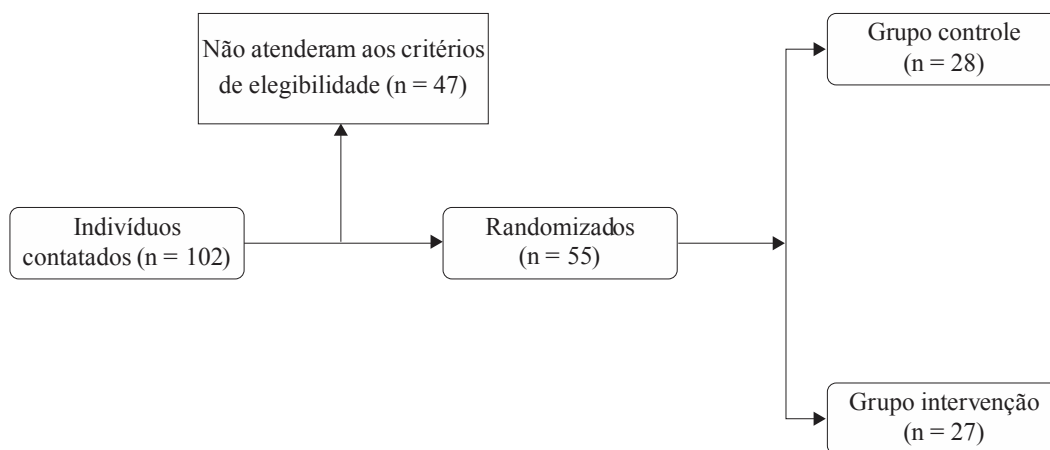 Não atenderam aos critérios
de elegibilidade (n = 47)
Grupo controle
(n = 28)
Indivíduos
contatados (n = 102)
Randomizados
(n = 55)
Grupo intervenção
(n = 27)